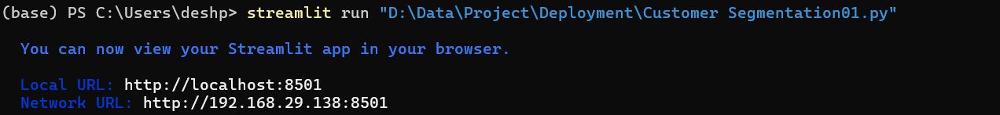 (base) PS C:\Users\deshp> streamlit run "D:\Data\Project\Deployment\Customer Segmentation01.py"
You can now view your Streamlit app in your browser.
Local URL: http://localhost:8501
Network URL: http://192.168.29.138:8501